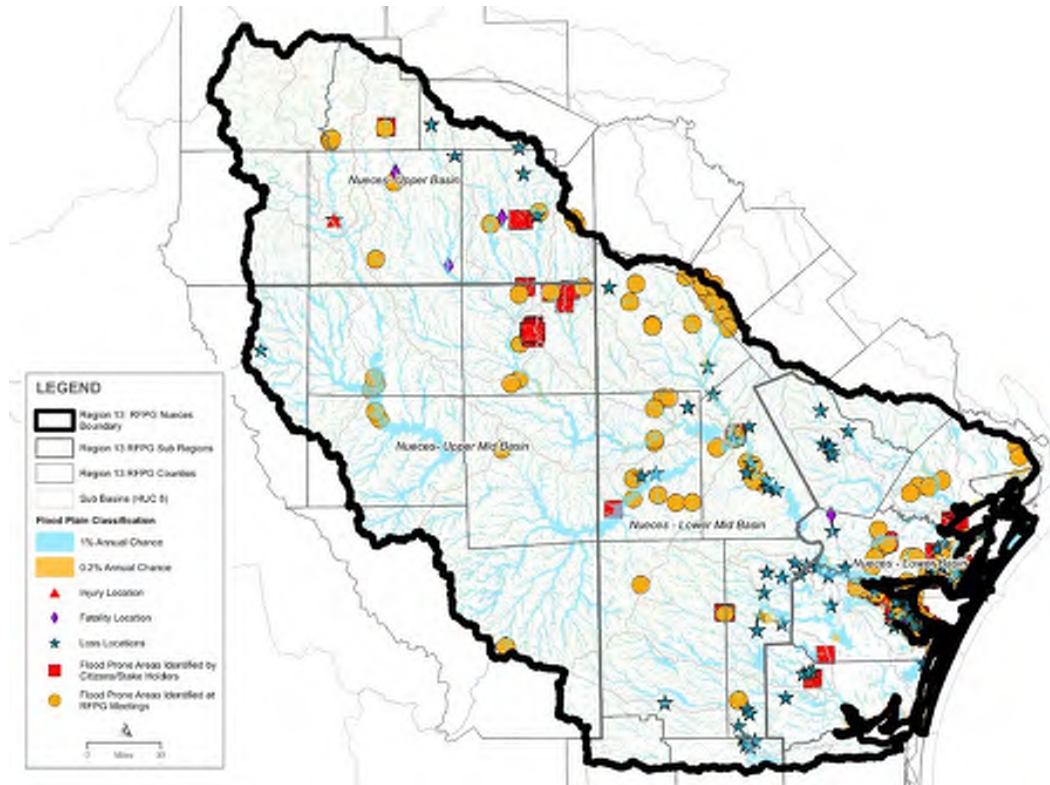 Nueces- Upper Basin
Nueces- Upper Mid Basin
Nueces - Lower Mid Basin
Nueces - Lower Basin
LEGEND
Region 13 RFPG Nueces
Boundary
Region 13 RFPG Sub Regions
Region 13 RFPG Counties
Sub Basins (HUC 8)
Flood Plain Classification
1% Annual Chance
0.2% Annual Chance
Injury Location
Fatality Location
Loss Locations
Flood Prone Areas Identified by
Citizens/Stake Holders
Flood Prone Areas Identified at
RFPG Meetings
0 Miles 30